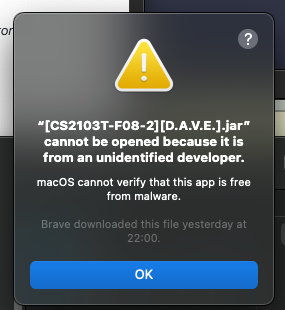 ?
“[CS2103T-F08-2][D.A.V.E.].jar”
cannot be opened because it is
from an unidentified developer.
macOS cannot verify that this app is free
from malware.
Brave downloaded this file yesterday at
22:00.
OK